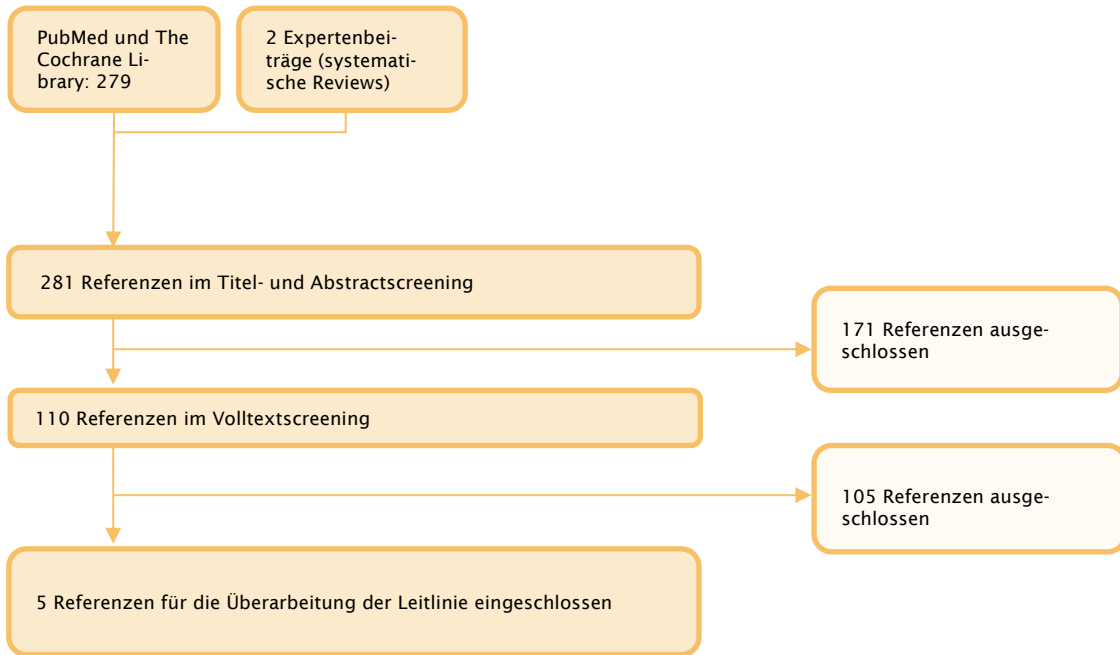 PubMed und The
Cochrane Li-
brary: 279
2 Expertenbei-
träge (systemati-
sche Reviews)
281 Referenzen im Titel- und Abstractscreening
171 Referenzen ausge-
schlossen
110 Referenzen im Volltextscreening
105 Referenzen ausge-
schlossen
5 Referenzen für die Überarbeitung der Leitlinie eingeschlossen